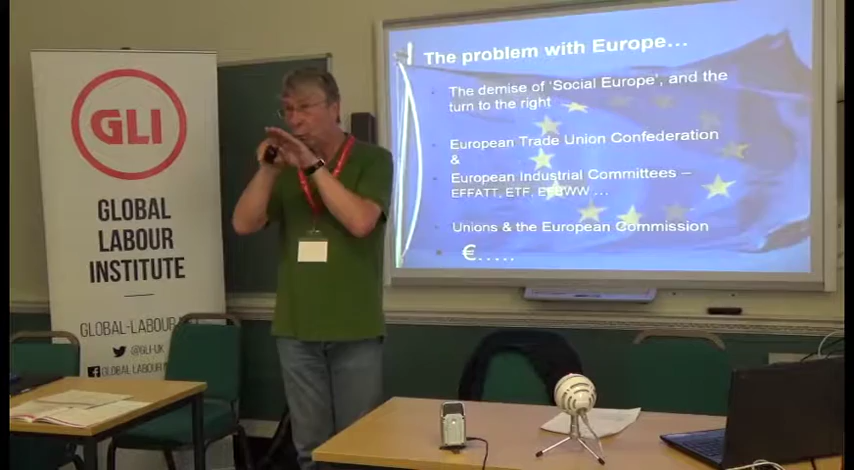 GLI
GLOBAL
LABOUR
INSTITUTE
GLOBAL-LABOUR.
@GLI-UK
GLOBAL LABOUR
The problem with Europe….
The demise of 'Social Europe', and the
turn to the right
European Trade Union Confederation
&
European Industrial Committees –
EFFATT, ETF, … …
Unions & the European Commission
€…..